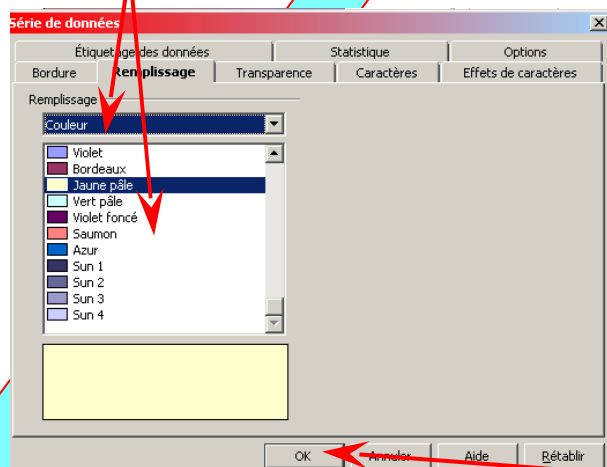 Série de données
Étiquetage des données Statistique Options
Bordure Remplissage Transparence Caractères Effets de caractères
Remplissage
Couleur
Violet
Bordeaux
Jaune pâle
Vert pâle
Violet foncé
Saumon
Azur
Sun 1
Sun 2
Sun 3
Sun 4
OK Annuler Aide Rétablir